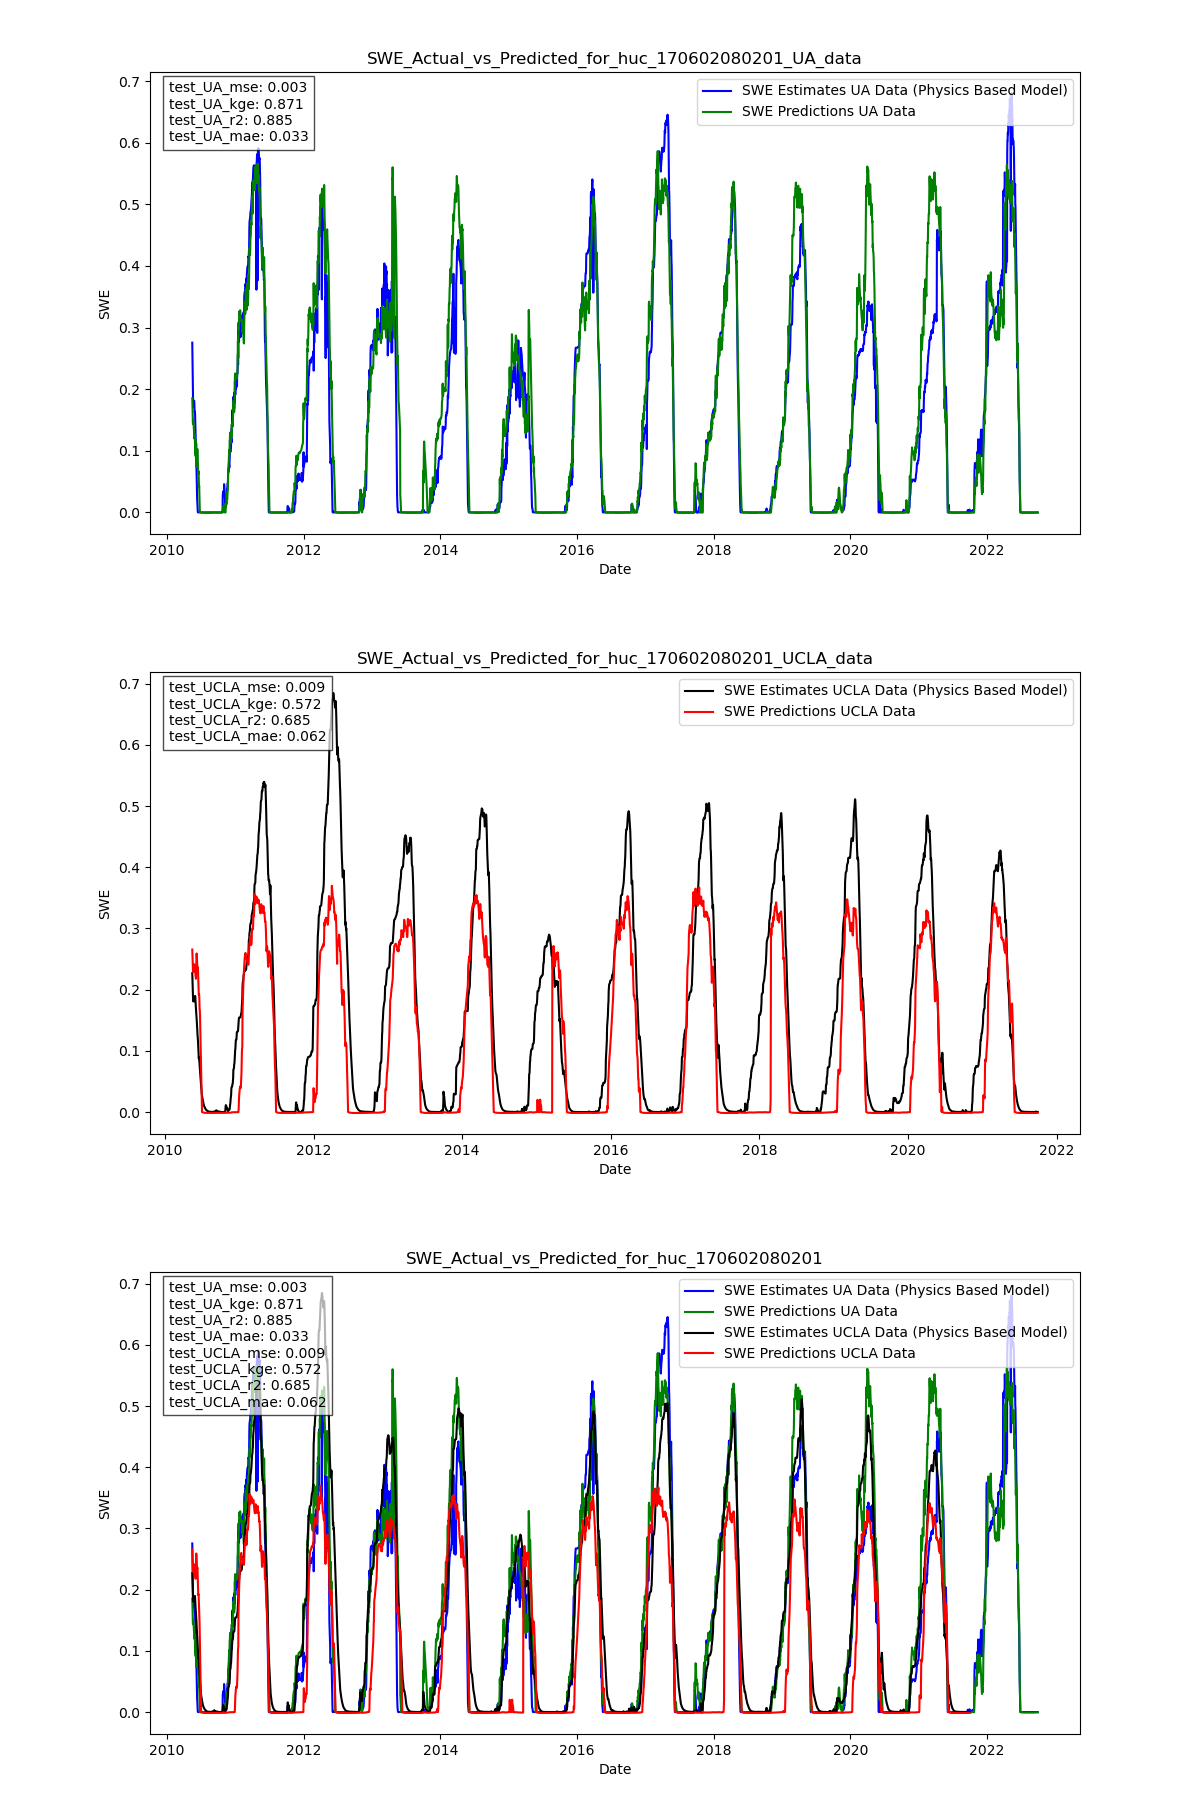 SWE_Actual_vs_Predicted_for_huc_170602080201_UA_data
test_UA_mse: 0.003
test_UA_kge: 0.871
test_UA_r2: 0.885
test_UA_mae: 0.033
SWE Estimates UA Data (Physics Based Model)
SWE Predictions UA Data
0.7
0.6
0.5
0.4
0.3
0.2
0.1
0.0
SWE
2010 2012 2014 2016 2018 2020 2022
Date
SWE_Actual_vs_Predicted_for_huc_170602080201_UCLA_data
test_UCLA_mse: 0.009
test_UCLA_kge: 0.572
test_UCLA_r2: 0.685
test_UCLA_mae: 0.062
SWE Estimates UCLA Data (Physics Based Model)
SWE Predictions UCLA Data
0.7
0.6
0.5
0.4
0.3
0.2
0.1
0.0
SWE
2010 2012 2014 2016 2018 2020 2022
Date
SWE_Actual_vs_Predicted_for_huc_170602080201
test_UA_mse: 0.003
test_UA_kge: 0.871
test_UA_r2: 0.885
test_UA_mae: 0.033
test_UCLA_mse: 0.009
test_UCLA_kge: 0.572
test_UCLA_r2: 0.685
test_UCLA_mae: 0.062
SWE Estimates UA Data (Physics Based Model)
SWE Predictions UA Data
SWE Estimates UCLA Data (Physics Based Model)
SWE Predictions UCLA Data
0.7
0.6
0.5
0.4
0.3
0.2
0.1
0.0
SWE
2010 2012 2014 2016 2018 2020 2022
Date